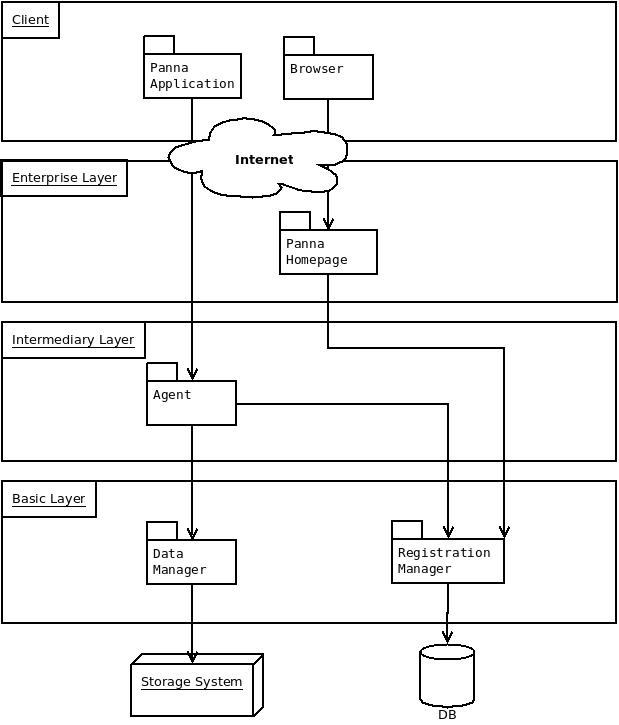 Client
Panna
Application
Browser
Internet
Enterprise Layer
Panna
Homepage
Intermediary Layer
Agent
Basic Layer
Data
Manager
Registration
Manager
Storage System
DB